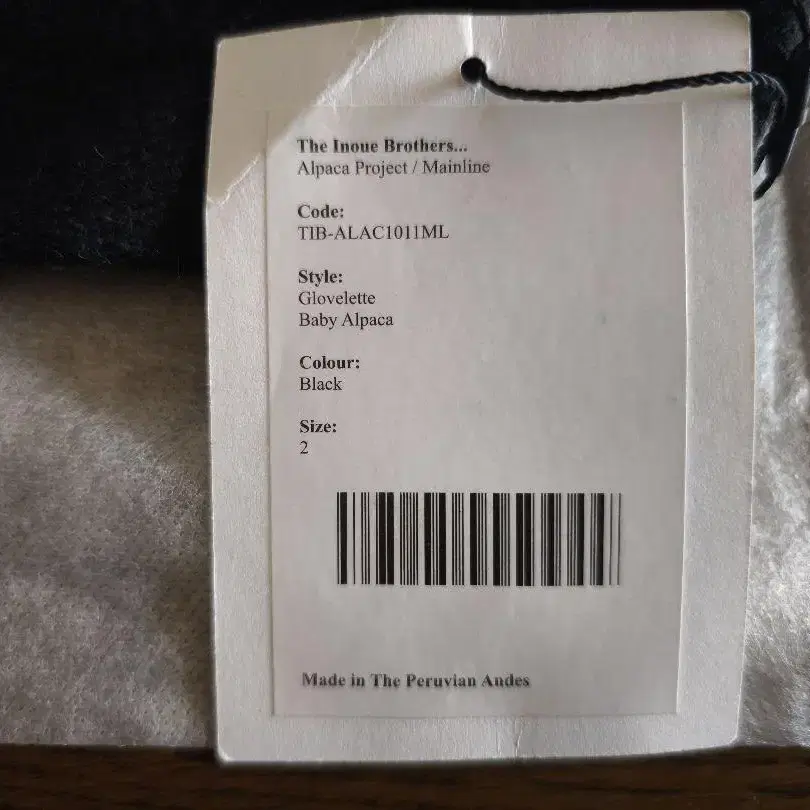 The Inoue Brothers...
Alpaca Project / Mainline
Code:
TIB-ALAC1011ML
Style:
Glovelette
Baby Alpaca
Colour:
Black
Size:
2
Made in The Peruvian Andes